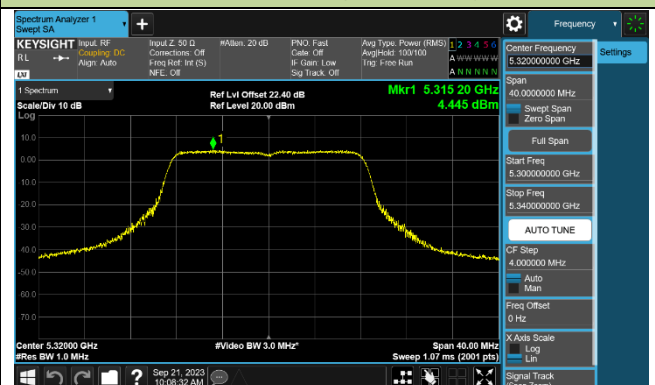 Spectrum Analyzer 1
Swept SA
Frequency
KEYSIGHT
RL
LXI
Input: RF
Coupling: DC
Align: Auto
Input Z: 50 Ω
Corrections: Off
Freq Ref: Int (S)
NFE: Off
#Atten: 20 dB
PNO: Fast
Gate: Off
IF Gain: Low
Sig Track: Off
Avg Type: Power (RMS)
Avg|Hold: 100/100
Trig: Free Run
1 2 3 4 5 6
A W W W W W
A N N N N N
1 Spectrum
Scale/Div 10 dB
Log
Ref Lvl Offset 22.40 dB
Ref Level 20.00 dBm
Mkr1 5.315 20 GHz
4.445 dBm
1
10.0
0.00
-10.0
-20.0
-30.0
-40.0
-50.0
-60.0
-70.0
Center 5.32000 GHz
#Res BW 1.0 MHz
#Video BW 3.0 MHz*
Span 40.00 MHz
Sweep 1.07 ms (2001 pts)
Sep 21, 2023
10:08:32 AM
Center Frequency
5.320000000 GHz
Settings
Span
40.0000000 MHz
Swept Span
Zero Span
Full Span
Start Freq
5.300000000 GHz
Stop Freq
5.340000000 GHz
AUTO TUNE
CF Step
4.000000 MHz
Auto
Man
Freq Offset
0 Hz
X Axis Scale
Log
Lin
Signal Track
(Span Zoom)